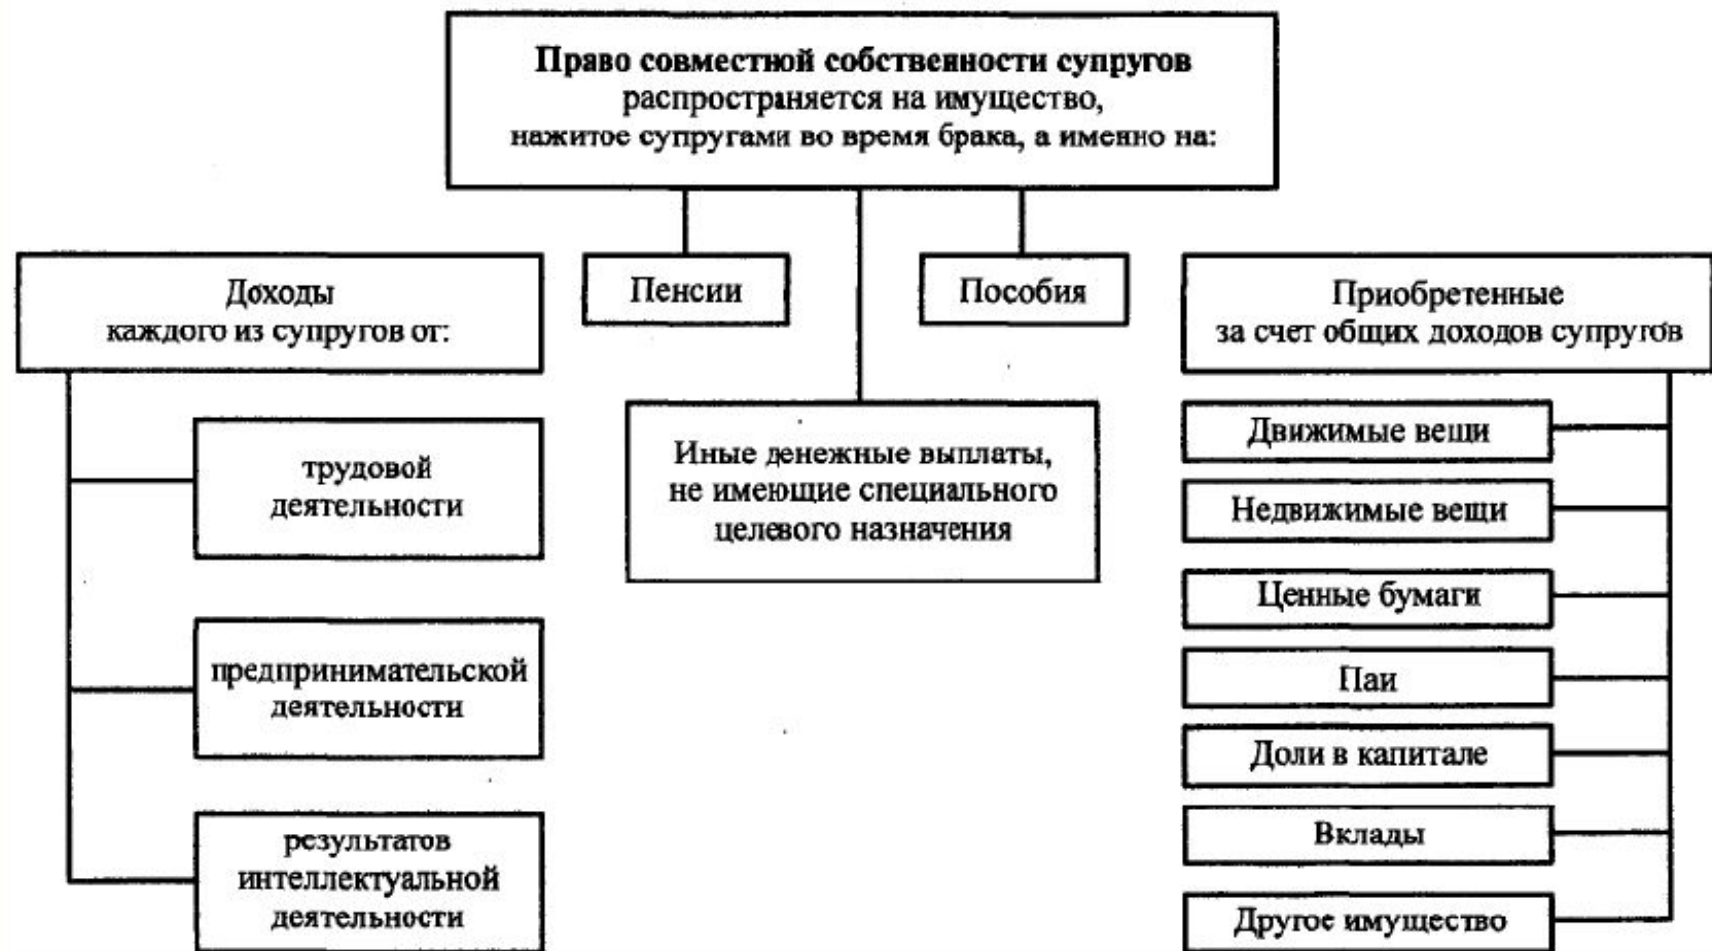 Право совместной собственности супругов
распространяется на имущество,
нажитое супругами во время брака, а именно на:
Доходы
каждого из супругов от:
трудовой
деятельности
предпринимательской
деятельности
результатов
интеллектуальной
деятельности
Пенсии
Пособия
Иные денежные выплаты,
не имеющие специального
целевого назначения
Приобретенные
за счет общих доходов супругов
Движимые вещи
Недвижимые вещи
Ценные бумаги
Паи
Доли в капитале
Вклады
Другое имущество